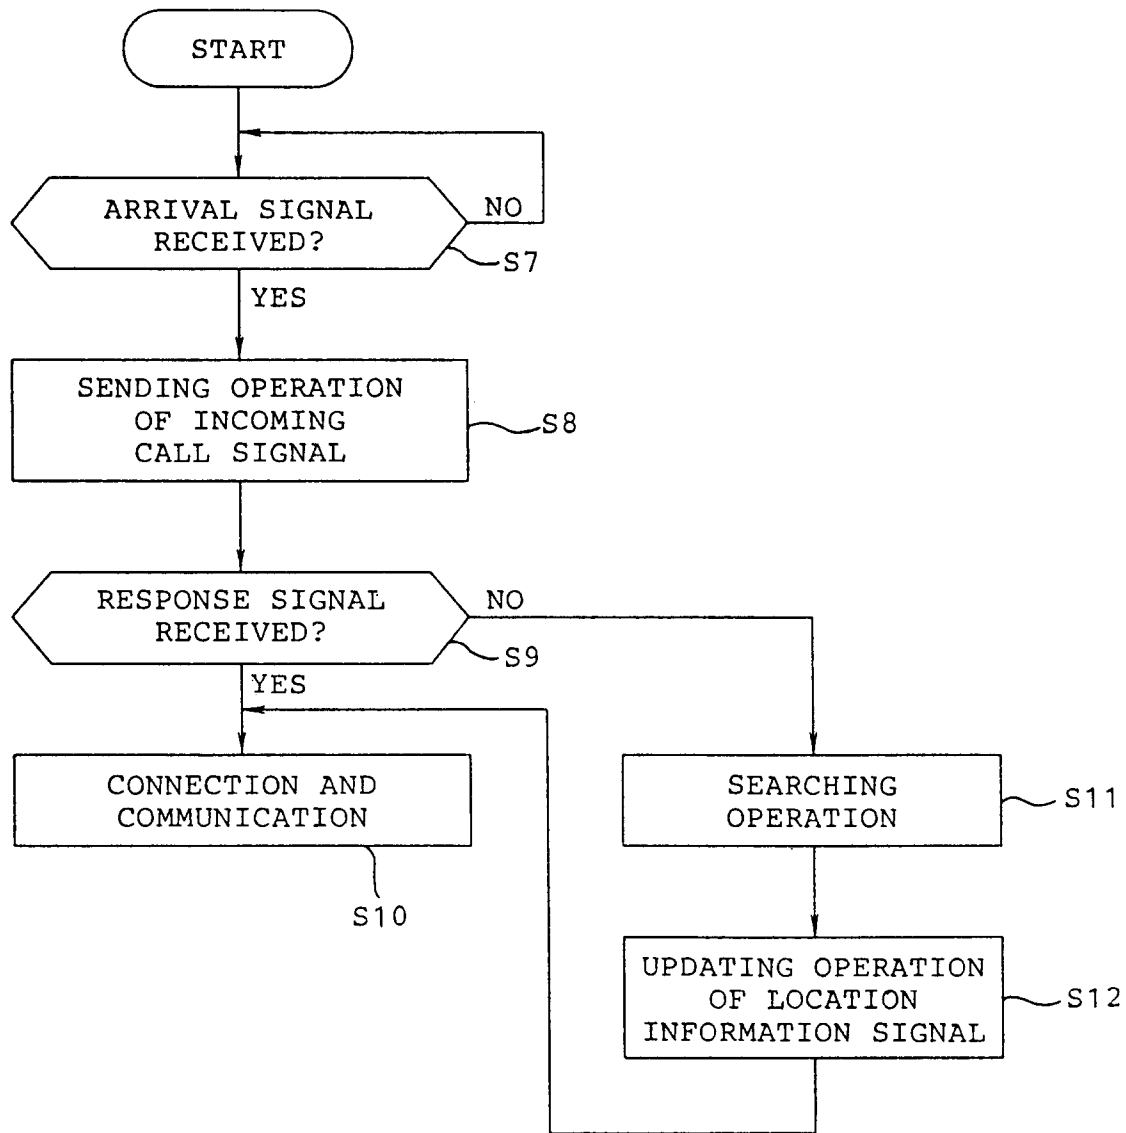 START
ARRIVAL SIGNAL
RECEIVED?
NO
S7
YES
SENDING OPERATION
OF INCOMING
CALL SIGNAL
S8
RESPONSE SIGNAL
RECEIVED?
NO
S9
YES
CONNECTION AND
COMMUNICATION
S10
SEARCHING
OPERATION
S11
UPDATING OPERATION
OF LOCATION
INFORMATION SIGNAL
S12